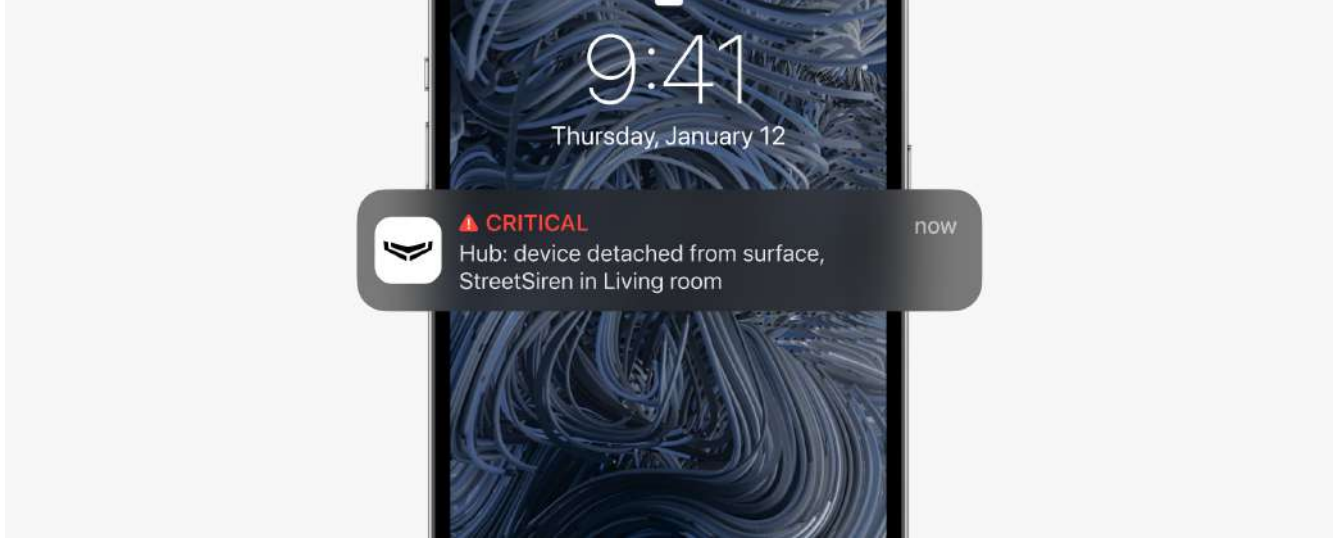 9:41
Thursday, January 12
CRITICAL
now
Hub: device detached from surface,
StreetSiren in Living room